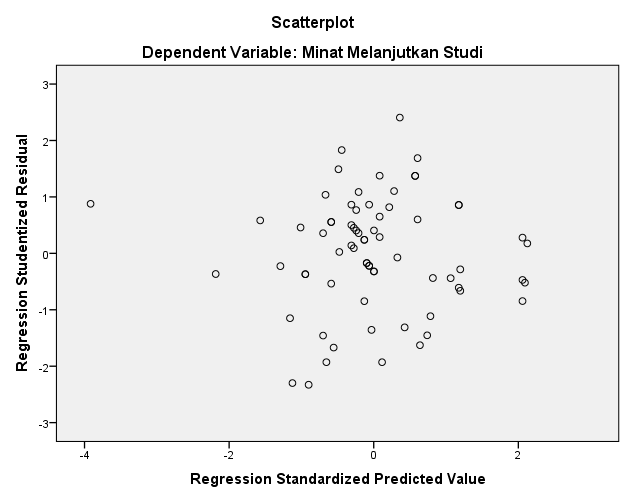 Scatterplot
Dependent Variable: Minat Melanjutkan Studi
Regression Studentized Residual
3
2
1
0
-1
-2
-3
-4
-2
0
2
Regression Standardized Predicted Value